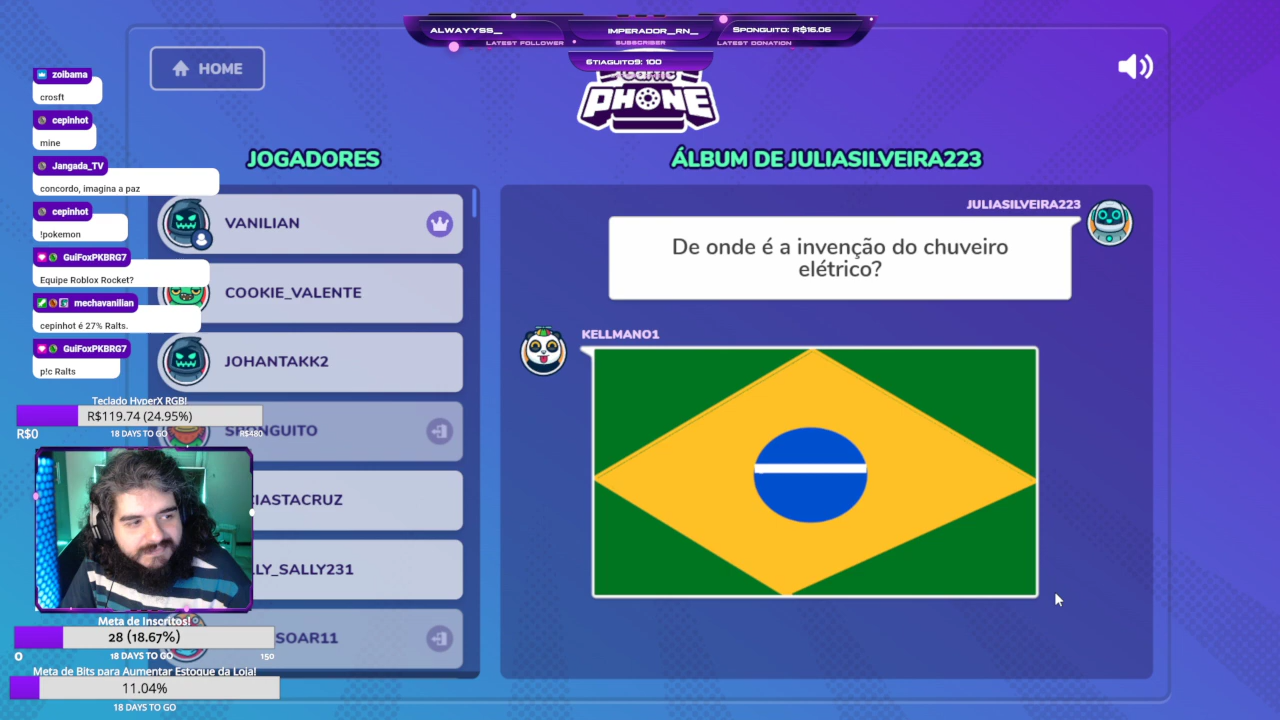 ALWAYYSS_
LATEST FOLLOWER
IMPERADOR_RN_
SUBSCRIBER
SPONGUITO: R$16.06
LATEST DONATION
6TIAGUITO9: 100
HOME
PHONE
zoibama
crosft
cepinhot
mine
Jangada_TV
concordo, imagina a paz
cepinhot
!pokemon
GuiFoxPKBRG7
Equipe Roblox Rocket?
mechavanilian
cepinhot é 27% Ralts.
GuiFoxPKBRG7
p!c Ralts
Teclado HyperX RGB!
R$119.74 (24.95%)
R$0
18 DAYS TO GO
R$480
Meta de Inscritos!
28 (18.67%)
0
18 DAYS TO GO
150
Meta de Bits para Aumentar Estoque da Loja!
11.04%
18 DAYS TO GO
JOGADORES
VANILIAN
COOKIE_VALENTE
JOHANTAKK2
SPONGUITO
IASTACRUZ
LY_SALLY231
SOAR11
ÁLBUM DE JULIASILVEIRA223
JULIASILVEIRA223
De onde é a invenção do chuveiro
elétrico?
KELLMANO1